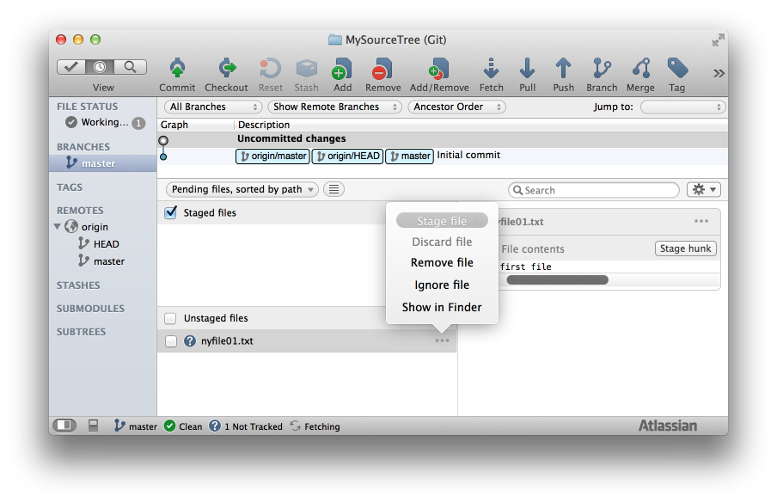 MySourceTree (Git)
View
Commit Checkout Reset Stash Add Remove Add/Remove Fetch Pull Push Branch Merge Tag
FILE STATUS
Working... 1
BRANCHES
master
TAGS
REMOTES
origin
HEAD
master
STASHES
SUBMODULES
SUBTREES
All Branches Show Remote Branches Ancestor Order Jump to:
Graph Description
Uncommitted changes
origin/master origin/HEAD master Initial commit
Pending files, sorted by path Search
Staged files
Stage file
Discard file
Remove file
Ignore file
Show in Finder
nyfile01.txt
File contents Stage hunk
first file
Unstaged files
nyfile01.txt
master Clean 1 Not Tracked Fetching Atlassian